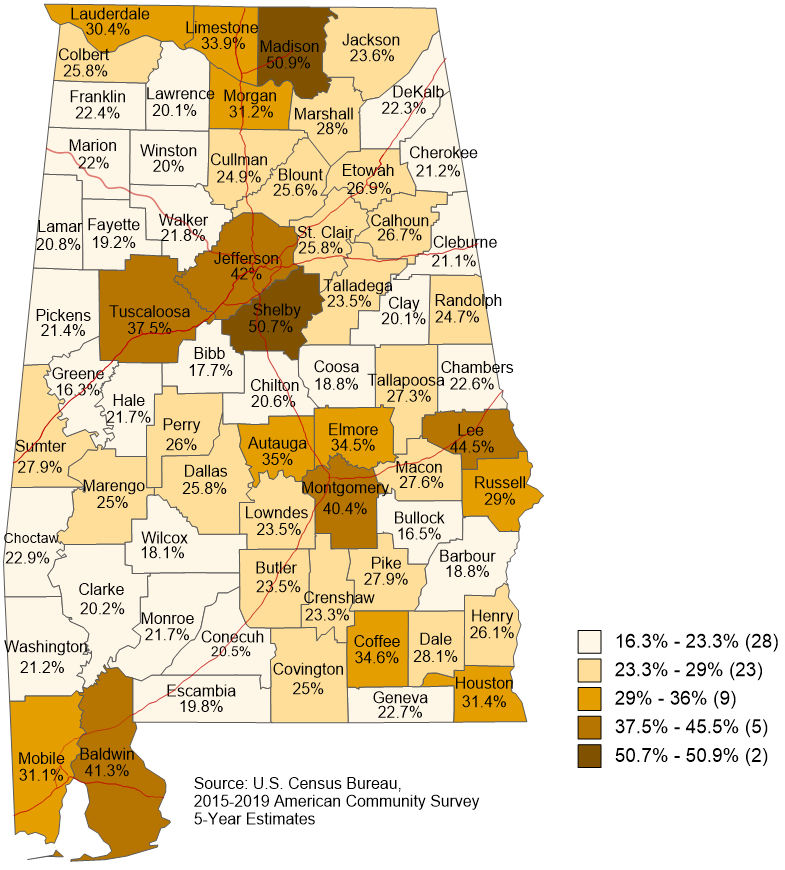 Lauderdale
30.4%
Limestone
33.9%
Madison
50.9%
Jackson
23.6%
Colbert
25.8%
Franklin
22.4%
Lawrence
20.1%
Morgan
31.2%
Marshall
28%
DeKalb
22.3%
Marion
22%
Winston
20%
Cullman
24.9%
Blount
25.6%
Etowah
26.9%
Cherokee
21.2%
Lamar
20.8%
Fayette
19.2%
Walker
21.8%
Jefferson
42%
St. Clair
25.8%
Calhoun
26.7%
Cleburne
21.1%
Pickens
21.4%
Tuscaloosa
37.5%
Shelby
50.7%
Talladega
23.5%
Clay
20.1%
Randolph
24.7%
Greene
16.3%
Hale
21.7%
Bibb
17.7%
Chilton
20.6%
Coosa
18.8%
Tallapoosa
27.3%
Chambers
22.6%
Sumter
27.9%
Perry
26%
Autauga
35%
Elmore
34.5%
Lee
44.5%
Marengo
25%
Dallas
25.8%
Montgomery
40.4%
Macon
27.6%
Russell
29%
Lowndes
23.5%
Bullock
16.5%
Choctaw
22.9%
Wilcox
18.1%
Butler
23.5%
Crenshaw
23.3%
Pike
27.9%
Barbour
18.8%
Clarke
20.2%
Monroe
21.7%
Conecuh
20.5%
Washington
21.2%
Covington
25%
Coffee
34.6%
Dale
28.1%
Henry
26.1%
Escambia
19.8%
Geneva
22.7%
Houston
31.4%
Mobile
31.1%
Baldwin
41.3%
16.3% - 23.3% (28)
23.3% - 29% (23)
29% - 36% (9)
37.5% - 45.5% (5)
50.7% - 50.9% (2)
Source: U.S. Census Bureau,
2015-2019 American Community Survey
5-Year Estimates